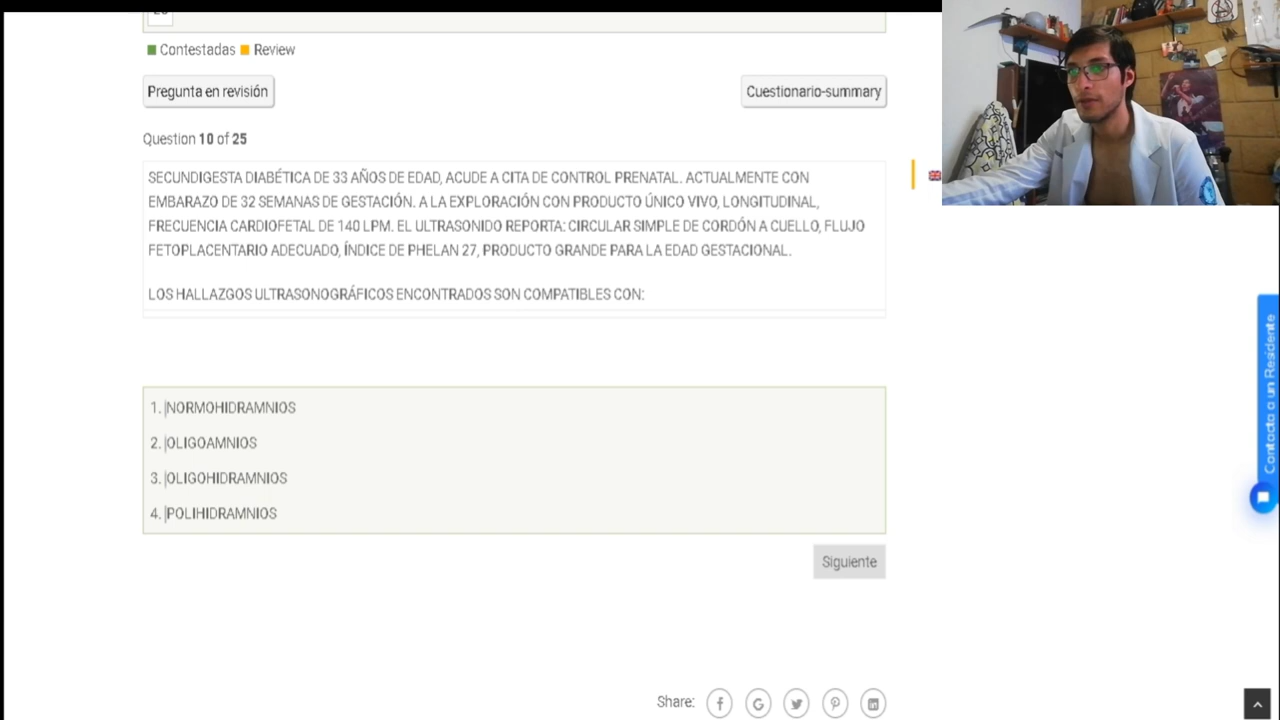 Contestadas Review
Pregunta en revisión
Cuestionario-summary
Question 10 of 25
SECUNDIGESTA DIABÉTICA DE 33 AÑOS DE EDAD, ACUDE A CITA DE CONTROL PRENATAL. ACTUALMENTE CON
EMBARAZO DE 32 SEMANAS DE GESTACIÓN. A LA EXPLORACIÓN CON PRODUCTO ÚNICO VIVO, LONGITUDINAL,
FRECUENCIA CARDIOFETAL DE 140 LPM. EL ULTRASONIDO REPORTA: CIRCULAR SIMPLE DE CORDÓN A CUELLO, FLUJO
FETOPLACENTARIO ADECUADO, ÍNDICE DE PHELAN 27, PRODUCTO GRANDE PARA LA EDAD GESTACIONAL.
LOS HALLAZGOS ULTRASONOGRÁFICOS ENCONTRADOS SON COMPATIBLES CON:
1. NORMOHIDRAMNIOS
2. OLIGOAMNIOS
3. OLIGOHIDRAMNIOS
4. POLIHIDRAMNIOS
Siguiente
Contacta a un Residente
Share: